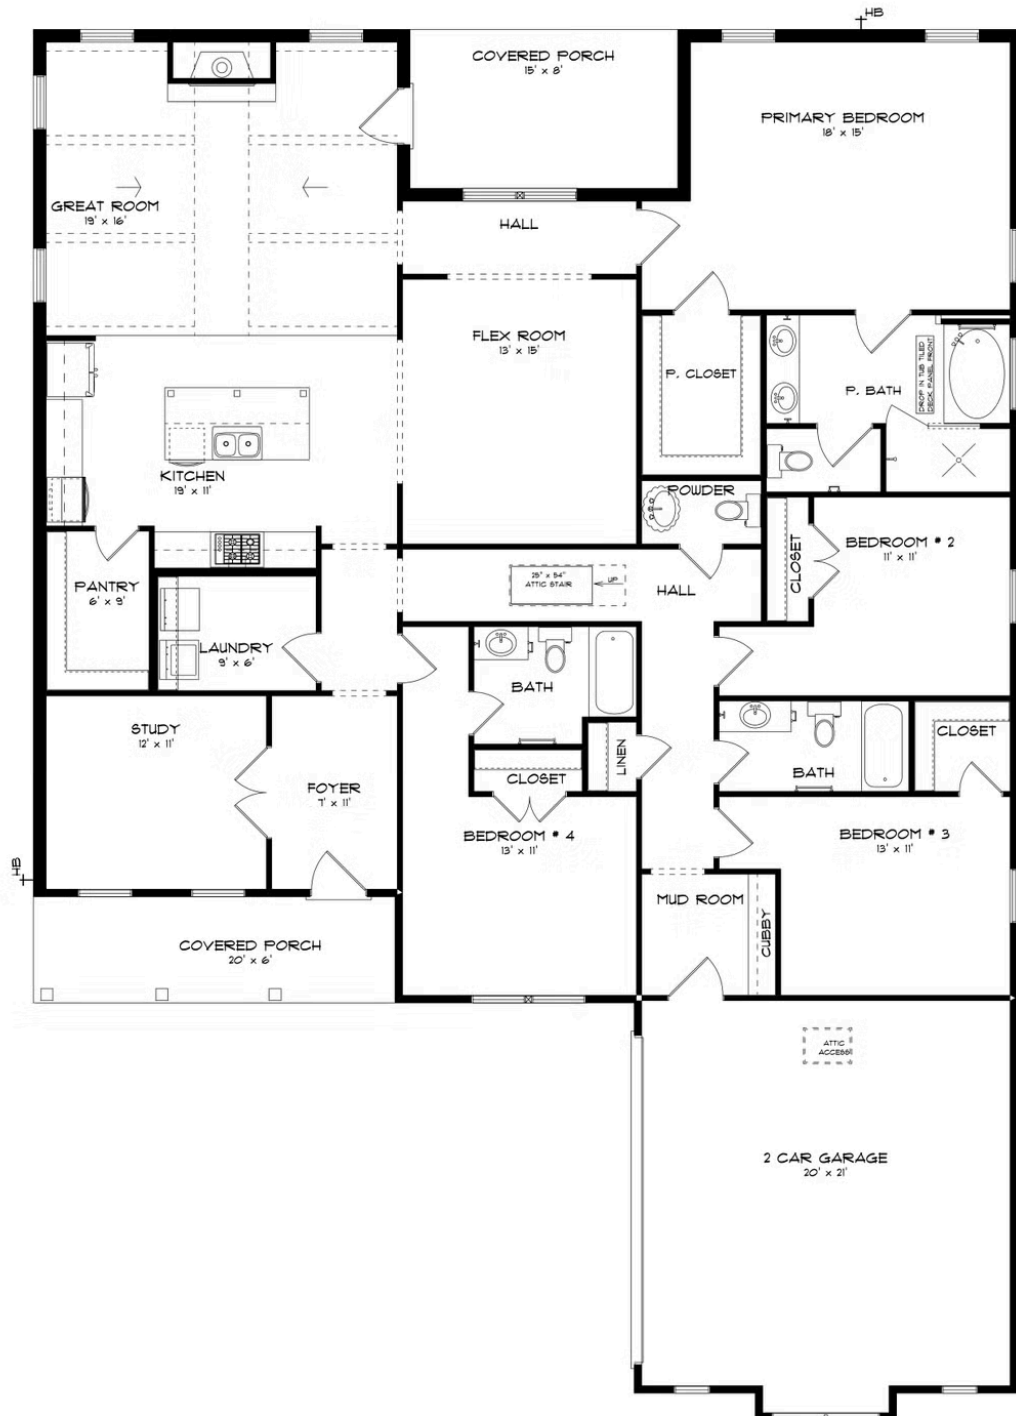 HB
COVERED PORCH
15' x 8'
PRIMARY BEDROOM
18' x 15'
GREAT ROOM
19' x 16'
HALL
FLEX ROOM
13' x 15'
P. CLOSET
P. BATH
DROP IN TUB TILED
DECK PANEL FRONT
KITCHEN
19' x 11'
POWDER
PANTRY
6' x 9'
LAUNDRY
9' x 6'
25" x 54"
ATTIC STAIR
UP
HALL
CLOSET
BEDROOM # 2
11' x 11'
STUDY
12' x 11'
FOYER
7' x 11'
BATH
LINEN
CLOSET
BATH
CLOSET
BEDROOM # 4
13' x 11'
BEDROOM # 3
13' x 11'
HB
MUD ROOM
CUBBY
COVERED PORCH
20' x 6'
ATTIC
ACCESS
2 CAR GARAGE
20' x 21'